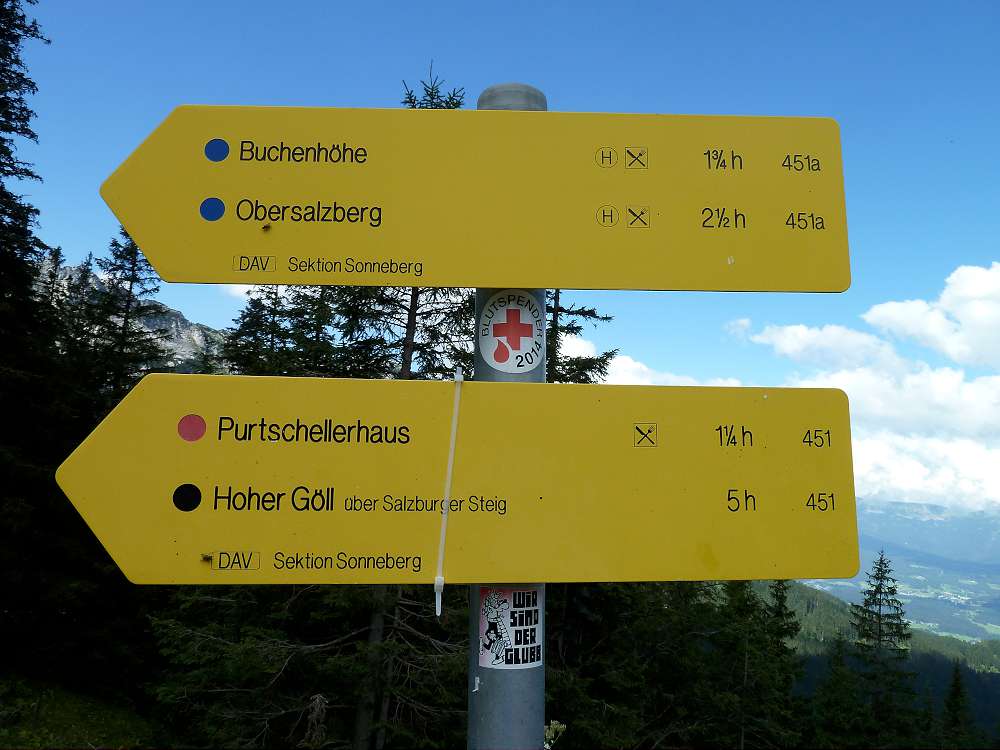 Buchenhöhe H 1¾ h 451a
Obersalzberg H 2½ h 451a
DAV Sektion Sonneberg
BLUTSPENDER
2014
Purtschellerhaus 1¼ h 451
Hoher Göll über Salzburger Steig 5 h 451
DAV Sektion Sonneberg
WIR
SIND
DER
GLUBB